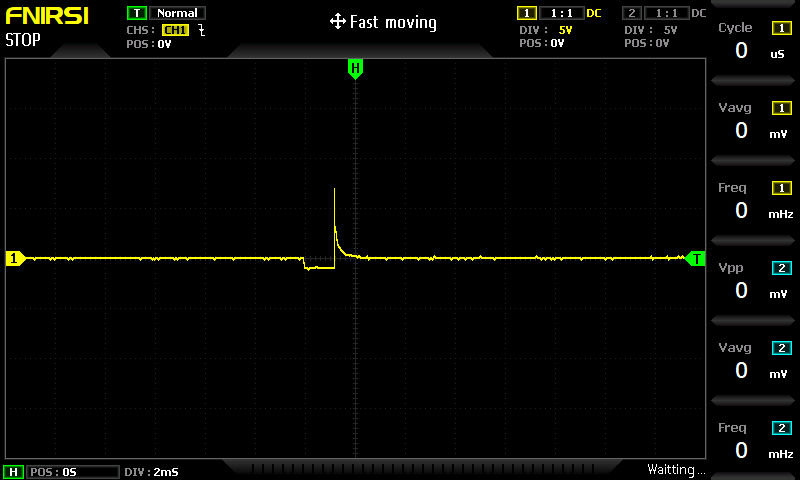 FNIRSI
STOP
T Normal
CHS: CH1
POS:0V
Fast moving
1 1:1 DC
DIV: 5V
POS:0V
2 1:1 DC
DIV: 5V
POS:0V
H
1
T
Cycle 1
0 uS
Vavg 1
0 mV
Freq 1
0 mHz
Vpp 2
0 mV
Vavg 2
0 mV
Freq 2
0 mHz
H POS:0S DIV:2mS
Waitting...